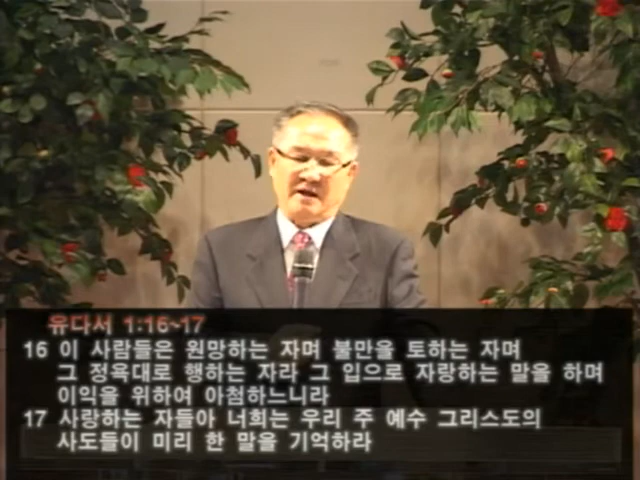 유다서 1:16~17
16 이 사람들은 원망하는 자며 불만을 토하는 자며
그 정욕대로 행하는 자라 그 입으로 자랑하는 말을 하며
이익을 위하여 아첨하느니라
17 사랑하는 자들아 너희는 우리 주 예수 그리스도의
사도들이 미리 한 말을 기억하라